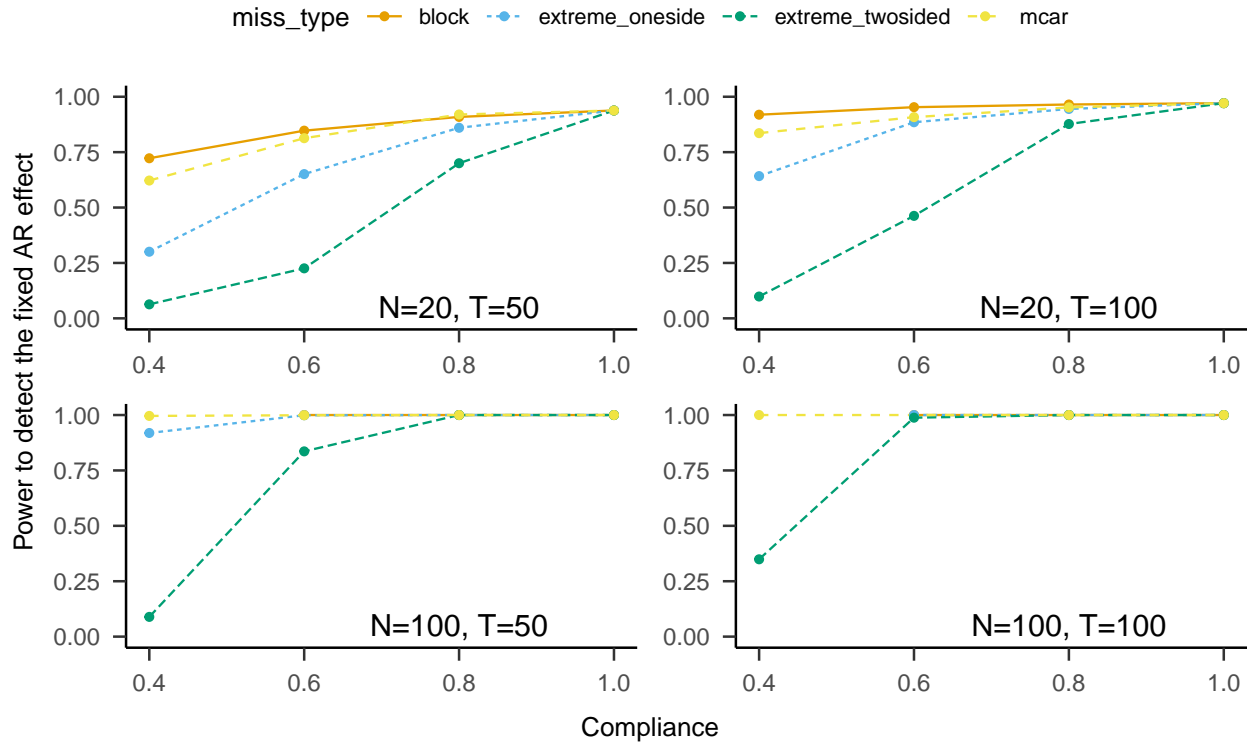 miss_type block extreme_oneside extreme_twosided mcar
Power to detect the fixed AR effect
1.00
0.75
0.50
0.25
0.00
N=20, T=50
0.4 0.6 0.8 1.0
1.00
0.75
0.50
0.25
0.00
N=20, T=100
0.4 0.6 0.8 1.0
1.00
0.75
0.50
0.25
0.00
N=100, T=50
0.4 0.6 0.8 1.0
1.00
0.75
0.50
0.25
0.00
N=100, T=100
0.4 0.6 0.8 1.0
Compliance